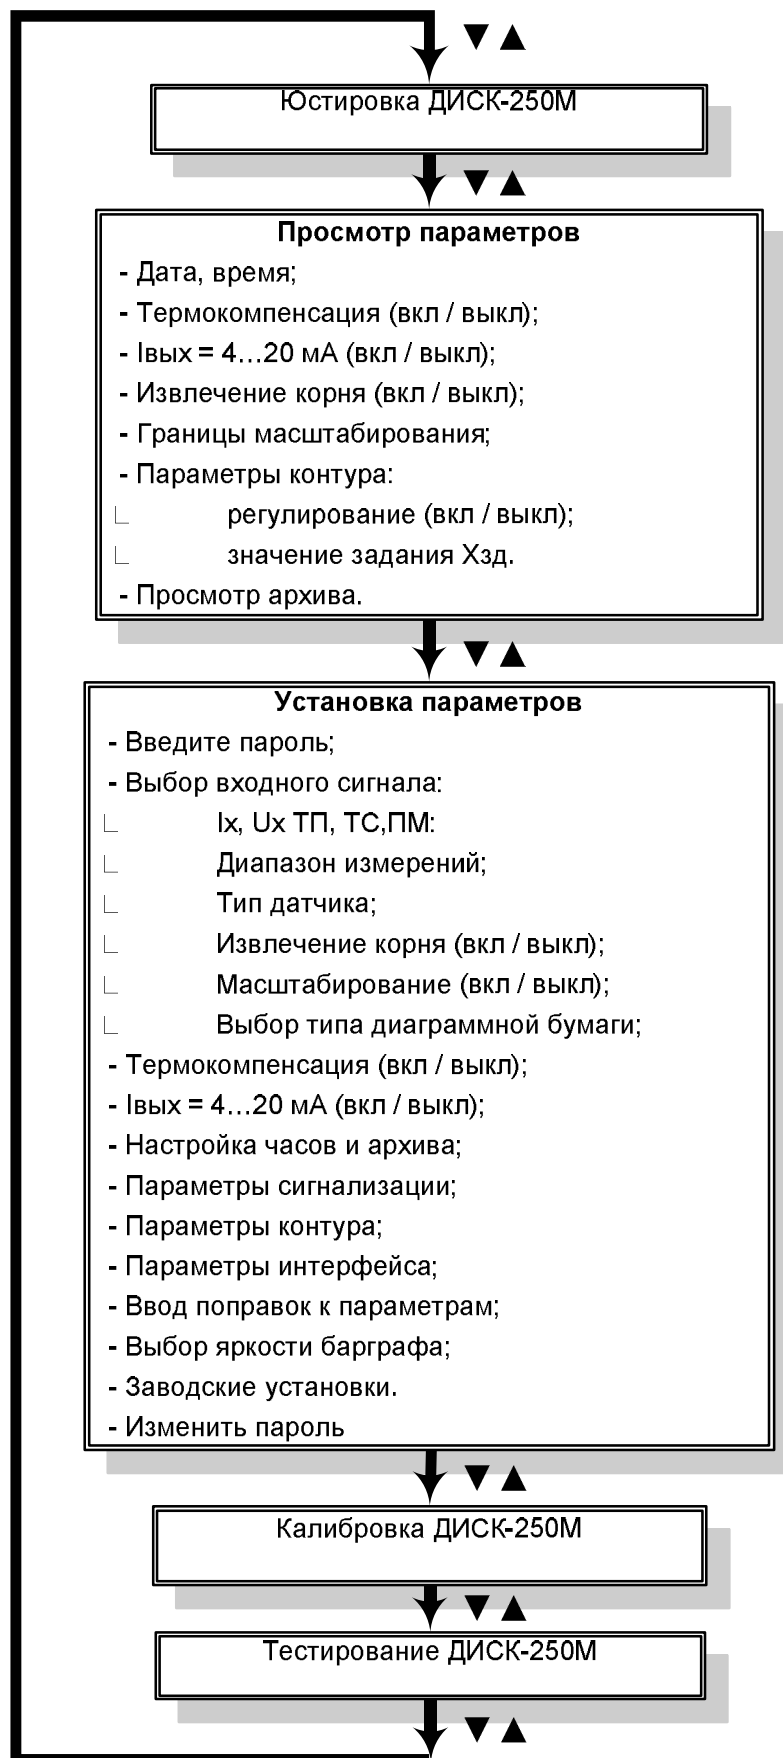 ▼ ▲
Юстировка ДИСК-250М
▼ ▲
Просмотр параметров
- Дата, время;
- Термокомпенсация (вкл / выкл);
- Iвых = 4...20 мА (вкл / выкл);
- Извлечение корня (вкл / выкл);
- Границы масштабирования;
- Параметры контура:
∟ регулирование (вкл / выкл);
∟ значение задания Хзд.
- Просмотр архива.
▼ ▲
Установка параметров
- Введите пароль;
- Выбор входного сигнала:
∟ Ix, Ux ТП, ТС,ПМ:
∟ Диапазон измерений;
∟ Тип датчика;
∟ Извлечение корня (вкл / выкл);
∟ Масштабирование (вкл / выкл);
∟ Выбор типа диаграммной бумаги;
- Термокомпенсация (вкл / выкл);
- Iвых = 4...20 мА (вкл / выкл);
- Настройка часов и архива;
- Параметры сигнализации;
- Параметры контура;
- Параметры интерфейса;
- Ввод поправок к параметрам;
- Выбор яркости барграфа;
- Заводские установки.
- Изменить пароль
▼ ▲
Калибровка ДИСК-250М
▼ ▲
Тестирование ДИСК-250М
▼ ▲